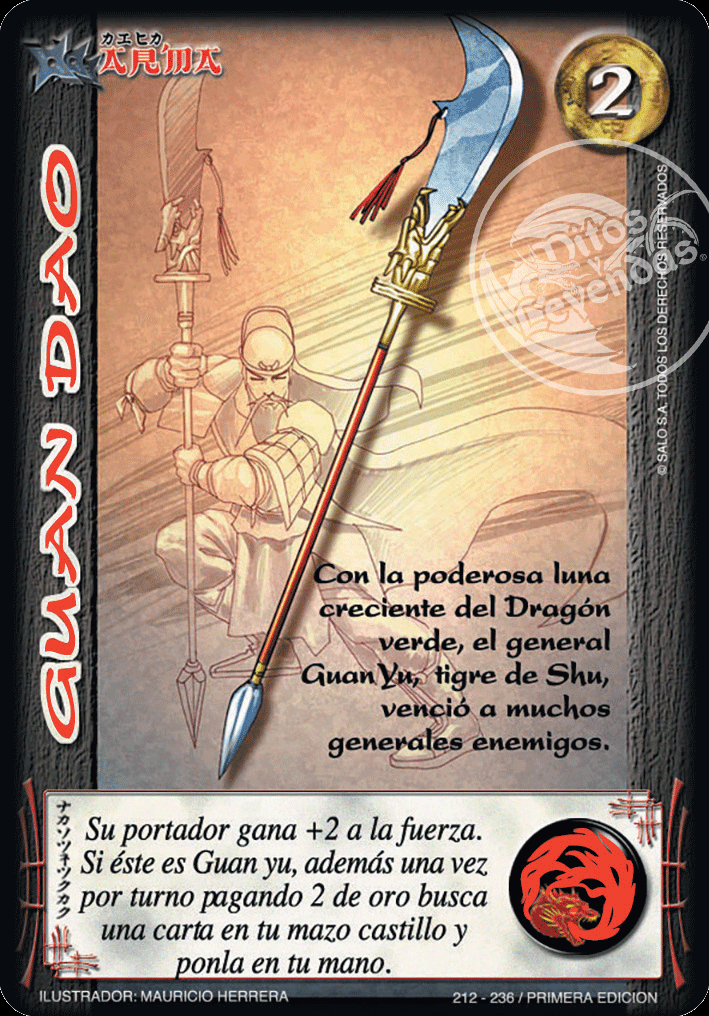 カエヒカ
ARMA
2
GUAN DAO
Mitos y Leyendas®
© SALO S.A. TODOS LOS DERECHOS RESERVADOS
Con la poderosa luna
creciente del Dragón
verde, el general
Guan Yu, tigre de Shu,
venció a muchos
generales enemigos.
ナカソツネツクカク
Su portador gana +2 a la fuerza.
Si éste es Guan yu, además una vez
por turno pagando 2 de oro busca
una carta en tu mazo castillo y
ponla en tu mano.
ILUSTRADOR: MAURICIO HERRERA
212 - 236 / PRIMERA EDICION